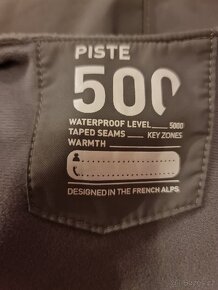 PISTE
500
WATERPROOF LEVEL 5000
TAPED SEAMS KEY ZONES
WARMTH
DESIGNED IN THE FRENCH ALPS.